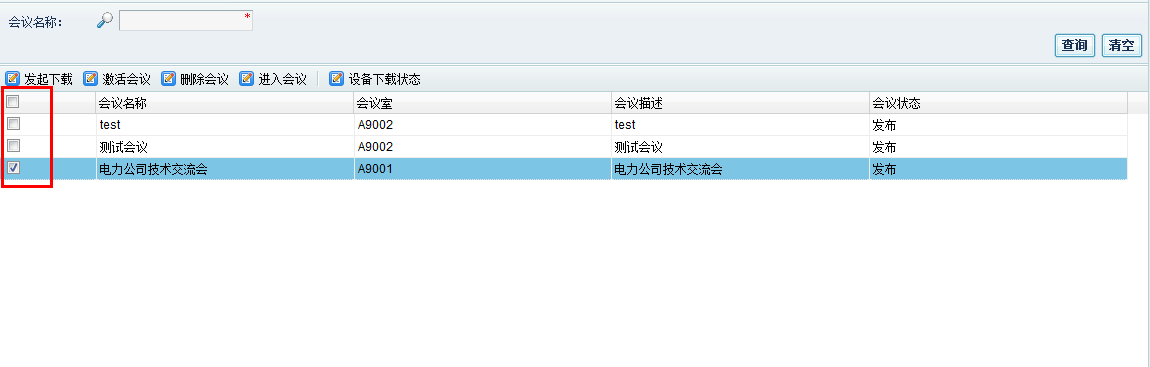 会议名称： *
查询 清空
发起下载 激活会议 删除会议 进入会议 设备下载状态
会议名称 会议室 会议描述 会议状态
test A9002 test 发布
测试会议 A9002 测试会议 发布
电力公司技术交流会 A9001 电力公司技术交流会 发布